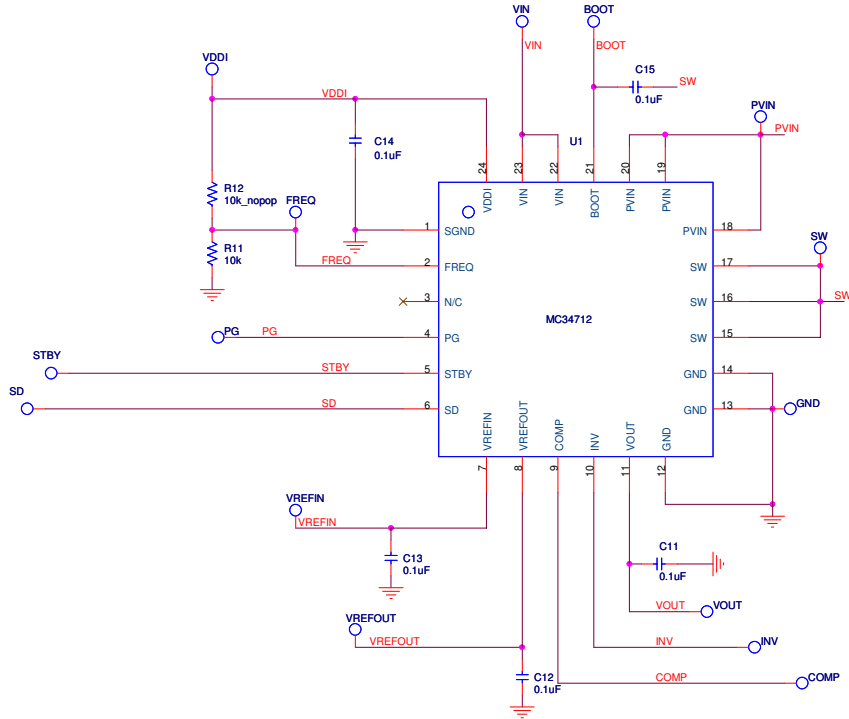 VIN
BOOT
VIN
BOOT
VDDI
C15
SW
0.1uF
VDDI
PVIN
PVIN
C14
0.1uF
U1
24
23
22
21
20
19
R12
10k_nopop
FREQ
VDDI
VIN
VIN
BOOT
PVIN
PVIN
1
SGND
PVIN
18
SW
R11
10k
FREQ
2
FREQ
SW
17
3
N/C
SW
16
SW
MC34712
PG
PG
4
PG
SW
15
STBY
STBY
5
STBY
GND
14
SD
SD
6
SD
GND
13
GND
VREFIN
VREFOUT
COMP
INV
VOUT
GND
7
8
9
10
11
12
VREFIN
VREFIN
C13
0.1uF
C11
0.1uF
VOUT
VOUT
VREFOUT
VREFOUT
INV
INV
C12
0.1uF
COMP
COMP